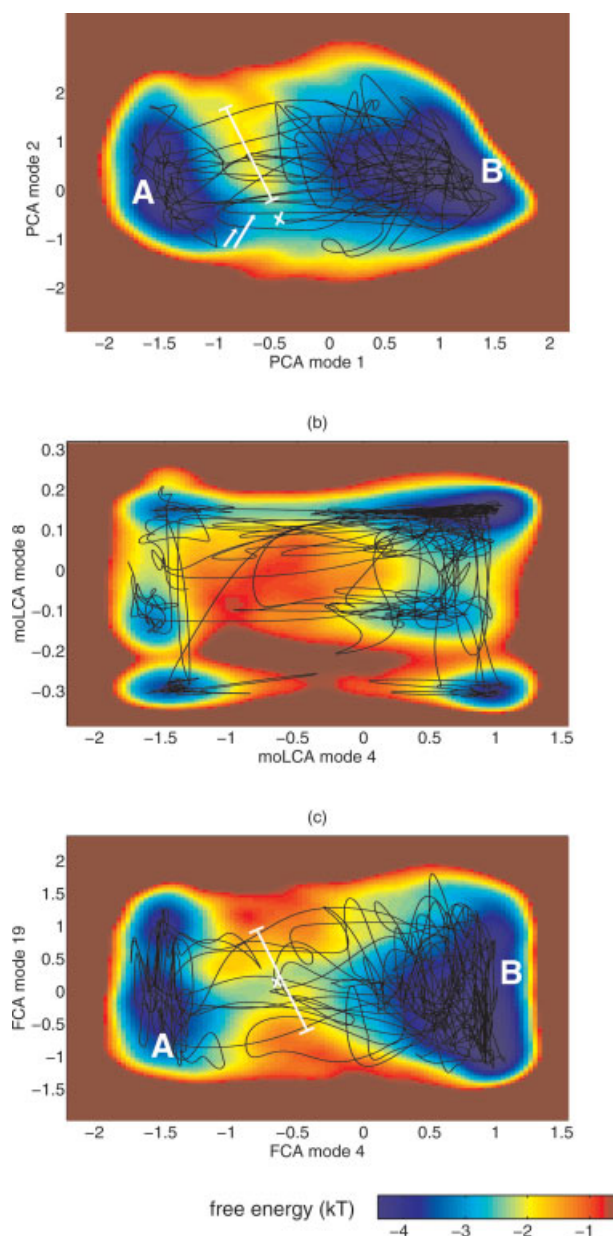 2
1
0
−1
−2
PCA mode 2
A
B
×
−2 −1.5 −1 −0.5 0 0.5 1 1.5 2
PCA mode 1
(b)
0.3
0.2
0.1
0
−0.1
−0.2
−0.3
moLCA mode 8
−2 −1.5 −1 −0.5 0 0.5 1 1.5
moLCA mode 4
(c)
2
1.5
1
0.5
0
−0.5
−1
−1.5
FCA mode 19
A
B
×
−2 −1.5 −1 −0.5 0 0.5 1 1.5
FCA mode 4
free energy (kT)
−4 −3 −2 −1